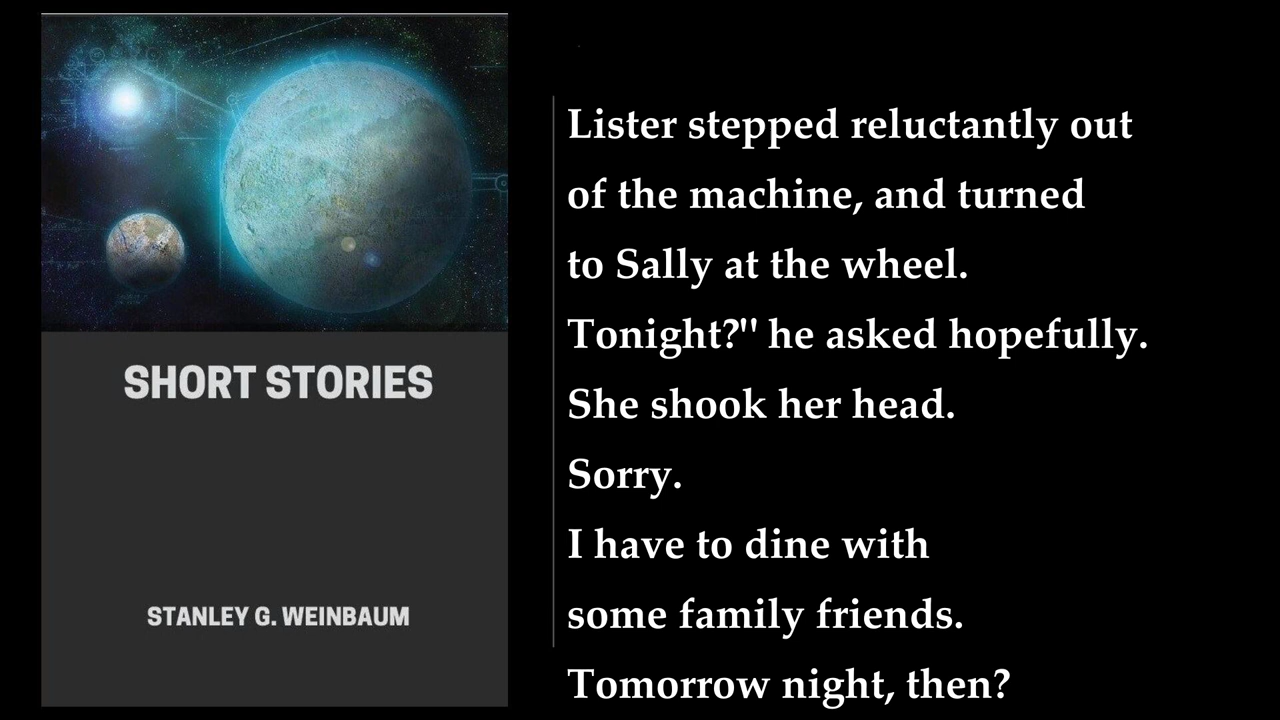 SHORT STORIES
STANLEY G. WEINBAUM
Lister stepped reluctantly out
of the machine, and turned
to Sally at the wheel.
Tonight?" he asked hopefully.
She shook her head.
Sorry.
I have to dine with
some family friends.
Tomorrow night, then?